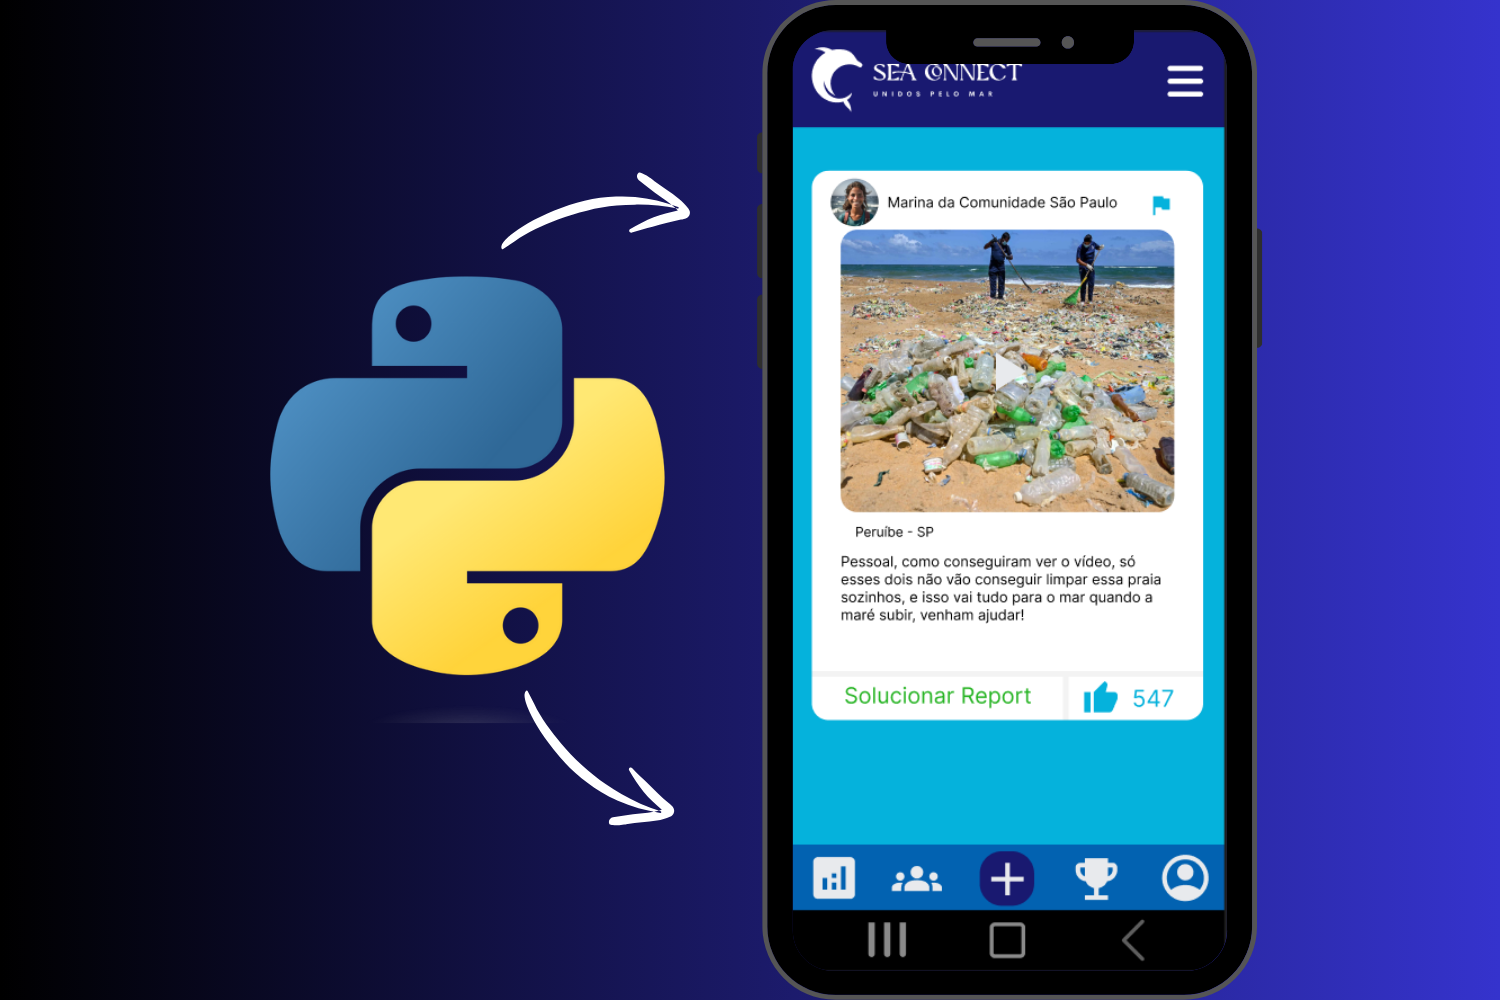 SEA CONNECT
UNIDOS PELO MAR
Marina da Comunidade São Paulo
Peruíbe - SP
Pessoal, como conseguiram ver o vídeo, só
esses dois não vão conseguir limpar essa praia
sozinhos, e isso vai tudo para o mar quando a
maré subir, venham ajudar!
Solucionar Report
547